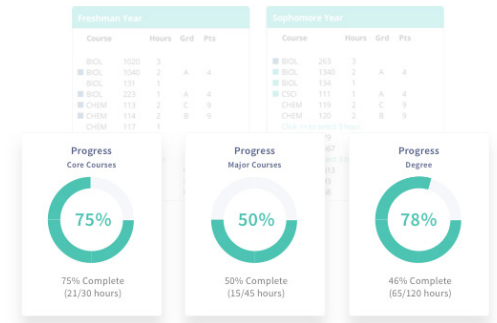 Freshman Year
Sophomore Year
Course Hours Grd Pts
Course Hours Grd Pts
BIOL 1020 3
BIOL 1040 2 A 4
BIOL 131 1
BIOL 223 1 A 4
CHEM 113 2 C 9
CHEM 114 2 B 9
CHEM 117 1
BIOL 263 3
BIOL 1340 2 A 4
BIOL 134 1
CSCI 111 1 A 4
CHEM 119 2 C 9
CHEM 120 2 B 9
Progress
Core Courses
75%
75% Complete
(21/30 hours)
Progress
Major Courses
50%
50% Complete
(15/45 hours)
Progress
Degree
78%
46% Complete
(65/120 hours)